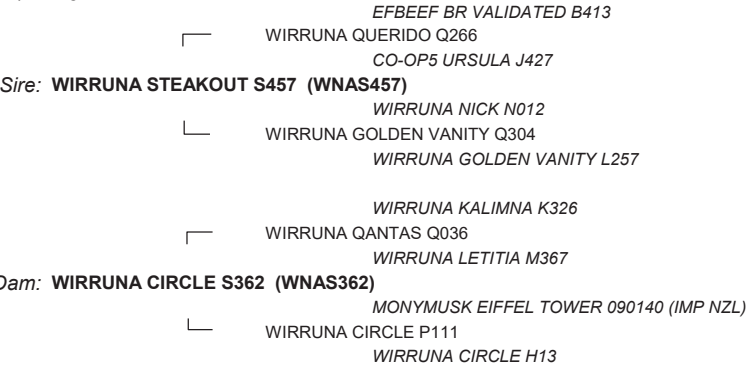 EFBEEF BR VALIDATED B413
WIRRUNA QUERIDO Q266
CO-OP5 URSULA J427
Sire: WIRRUNA STEAKOUT S457 (WNAS457)
WIRRUNA NICK N012
WIRRUNA GOLDEN VANITY Q304
WIRRUNA GOLDEN VANITY L257
WIRRUNA KALIMNA K326
WIRRUNA QANTAS Q036
WIRRUNA LETITIA M367
Dam: WIRRUNA CIRCLE S362 (WNAS362)
MONYMUSK EIFFEL TOWER 090140 (IMP NZL)
WIRRUNA CIRCLE P111
WIRRUNA CIRCLE H13